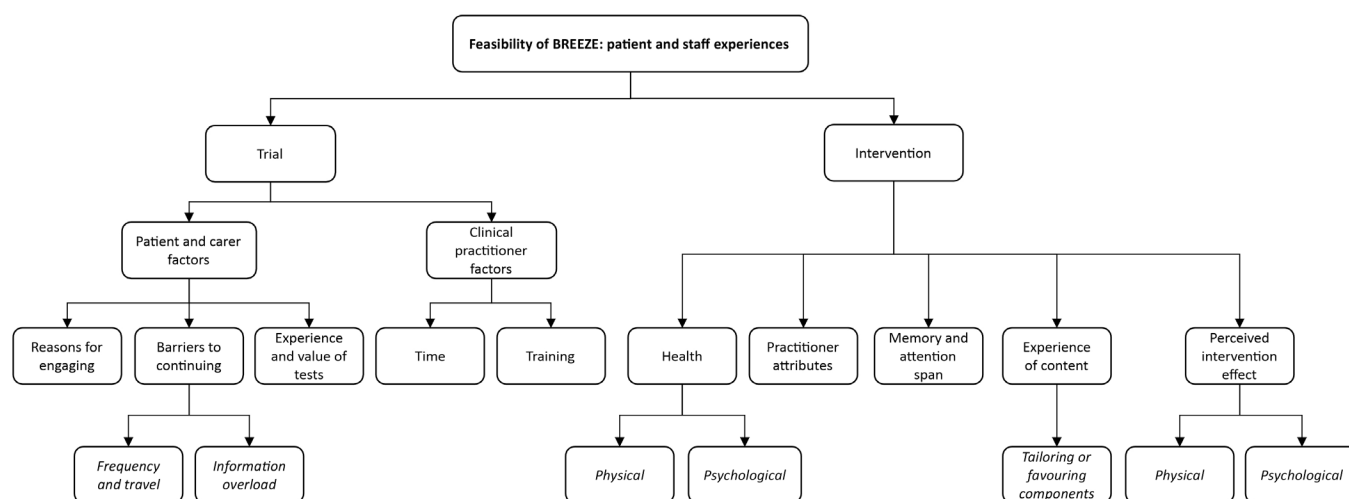 Feasibility of BREEZE: patient and staff experiences
Trial
Intervention
Patient and carer
factors
Clinical
practitioner
factors
Reasons for
engaging
Barriers to
continuing
Experience
and value of
tests
Time
Training
Health
Practitioner
attributes
Memory and
attention
span
Experience
of content
Perceived
intervention
effect
Frequency
and travel
Information
overload
Physical
Psychological
Tailoring or
favouring
components
Physical
Psychological